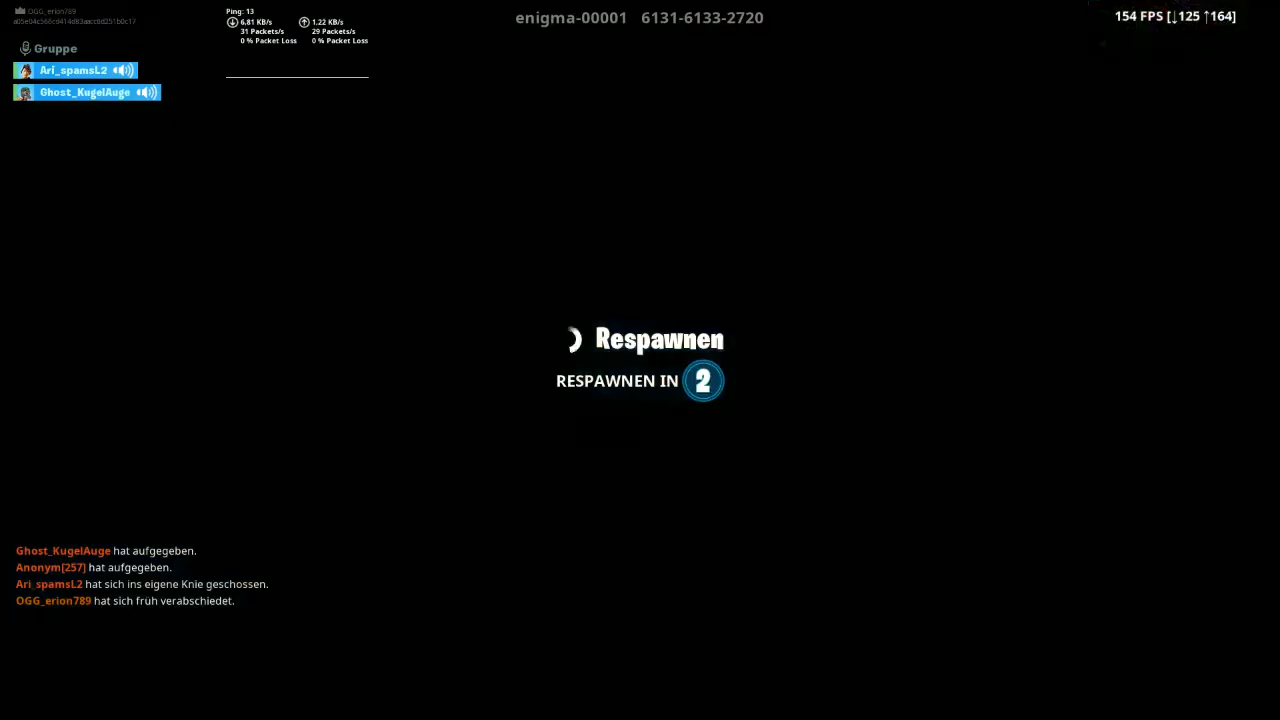 OGG_erion789
Ping: 13
6,81 KB/s 1,22 KB/s
31 Packets/s 29 Packets/s
0 % Packet Loss 0 % Packet Loss
enigma-00001 6131-6133-2720
154 FPS [↓125 ↑164]
Gruppe
Ari_spamsL2
Ghost_KugelAuge
Respawnen
RESPAWNEN IN 2
Ghost_KugelAuge hat aufgegeben.
Anonym[257] hat aufgegeben.
Ari_spamsL2 hat sich ins eigene Knie geschossen.
OGG_erion789 hat sich früh verabschiedet.